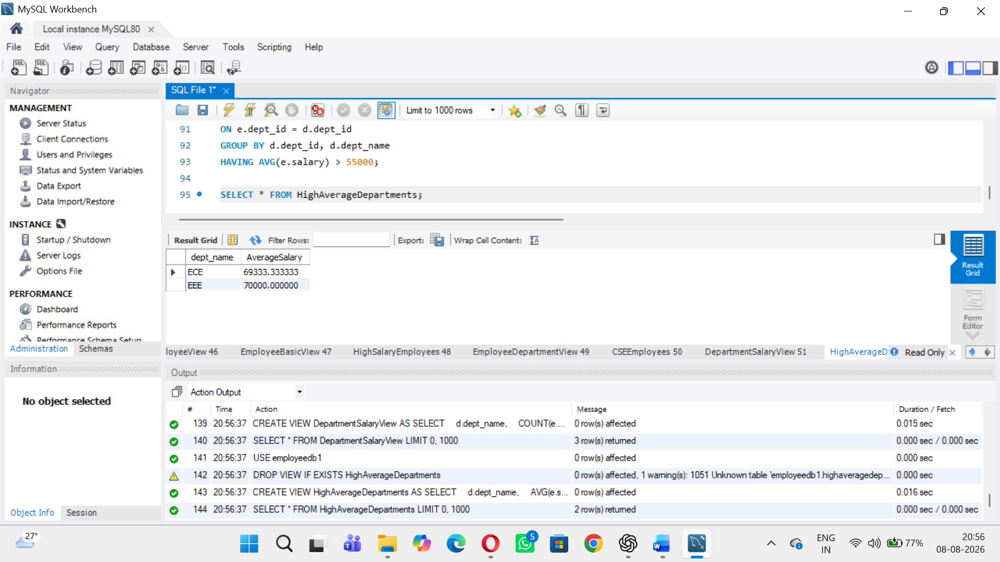 MySQL Workbench
Local instance MySQL80
File Edit View Query Database Server Tools Scripting Help
Navigator
MANAGEMENT
Server Status
Client Connections
Users and Privileges
Status and System Variables
Data Export
Data Import/Restore
INSTANCE
Startup / Shutdown
Server Logs
Options File
PERFORMANCE
Dashboard
Performance Reports
Performance Schema Setup
Administration Schemas
Information
No object selected
Object Info Session
SQL File 1*
Limit to 1000 rows
91 ON e.dept_id = d.dept_id
92 GROUP BY d.dept_id, d.dept_name
93 HAVING AVG(e.salary) > 55000;
94
95 SELECT * FROM HighAverageDepartments;
Result Grid Filter Rows: Export: Wrap Cell Content:
dept_name AverageSalary
ECE 69333.333333
EEE 70000.000000
Result Grid
Form Editor
loyeeView 46 EmployeeBasicView 47 HighSalaryEmployees 48 EmployeeDepartmentView 49 CSEEmployees 50 DepartmentSalaryView 51 HighAverageD Read Only
Output
Action Output
# Time Action Message Duration / Fetch
139 20:56:37 CREATE VIEW DepartmentSalaryView AS SELECT d.dept_name, COUNT(e.... 0 row(s) affected 0.015 sec
140 20:56:37 SELECT * FROM DepartmentSalaryView LIMIT 0, 1000 3 row(s) returned 0.000 sec / 0.000 sec
141 20:56:37 USE employeedb1 0 row(s) affected 0.000 sec
142 20:56:37 DROP VIEW IF EXISTS HighAverageDepartments 0 row(s) affected, 1 warning(s): 1051 Unknown table 'employeedb1.highaveragedep... 0.000 sec
143 20:56:37 CREATE VIEW HighAverageDepartments AS SELECT d.dept_name, AVG(e.s... 0 row(s) affected 0.016 sec
144 20:56:37 SELECT * FROM HighAverageDepartments LIMIT 0, 1000 2 row(s) returned 0.000 sec / 0.000 sec
27°
5
ENG
IN
77%
20:56
08-08-2026